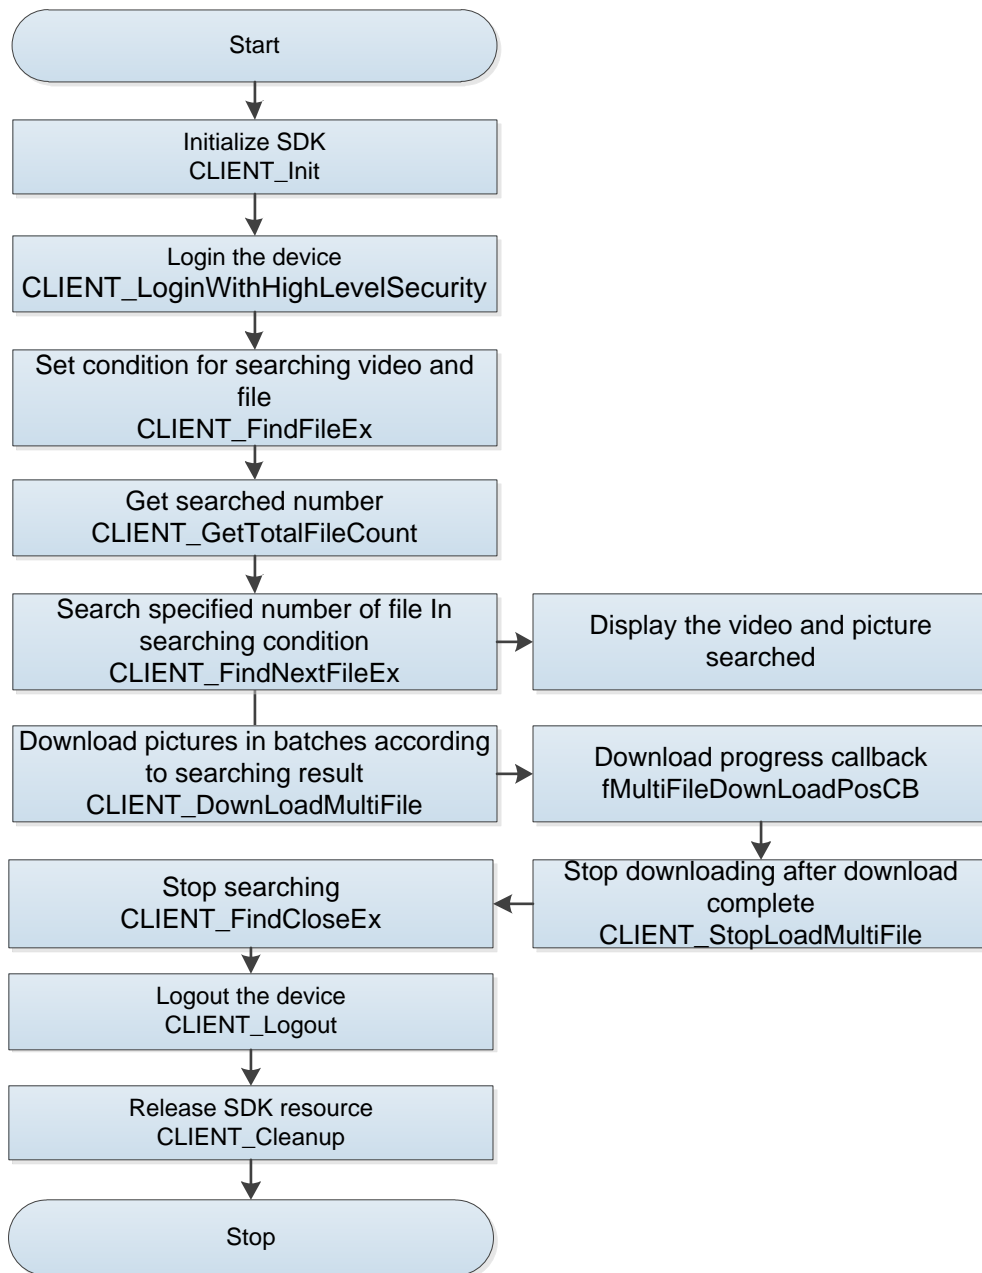 Start
Initialize SDK
CLIENT_Init
Login the device
CLIENT_LoginWithHighLevelSecurity
Set condition for searching video and
file
CLIENT_FindFileEx
Get searched number
CLIENT_GetTotalFileCount
Search specified number of file In
searching condition
CLIENT_FindNextFileEx
Display the video and picture
searched
Download pictures in batches according
to searching result
CLIENT_DownLoadMultiFile
Download progress callback
fMultiFileDownLoadPosCB
Stop downloading after download
complete
CLIENT_StopLoadMultiFile
Stop searching
CLIENT_FindCloseEx
Logout the device
CLIENT_Logout
Release SDK resource
CLIENT_Cleanup
Stop